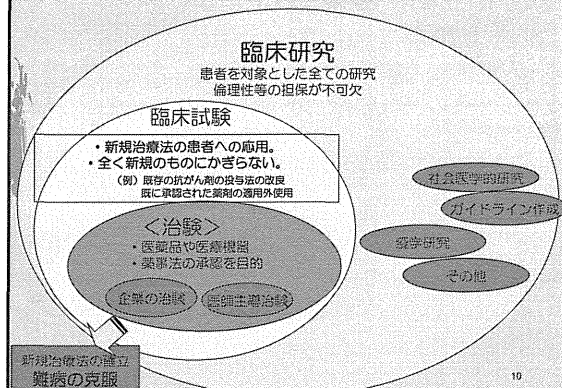 臨床研究
患者を対象とした全ての研究
倫理性等の担保が不可欠
臨床試験
・新規治療法の患者への応用。
・全く新規のものにかぎらない。
（例）既存の抗がん剤の投与法の改良
既に承認された薬剤の適用外使用
＜治験＞
・医薬品や医療機器
・薬事法の承認を目的
企業の治験
医師主導治験
社会医学的研究
ガイドライン作成
疫学研究
その他
新規治療法の確立
難病の克服
10